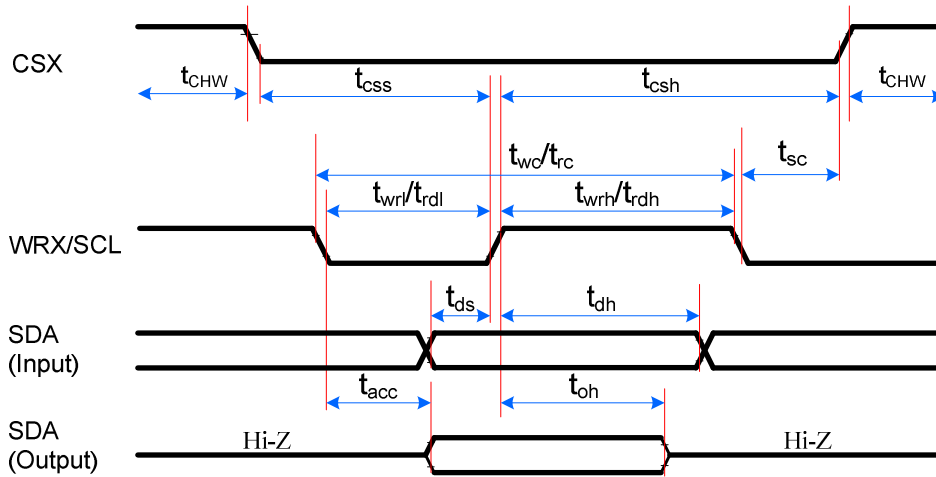 CSX
tCHW
tcss
tcsh
tCHW
twc/trc
tsc
twrl/trdl
twrh/trdh
WRX/SCL
tds
tdh
SDA
(Input)
tacc
toh
SDA
(Output)
Hi-Z
Hi-Z